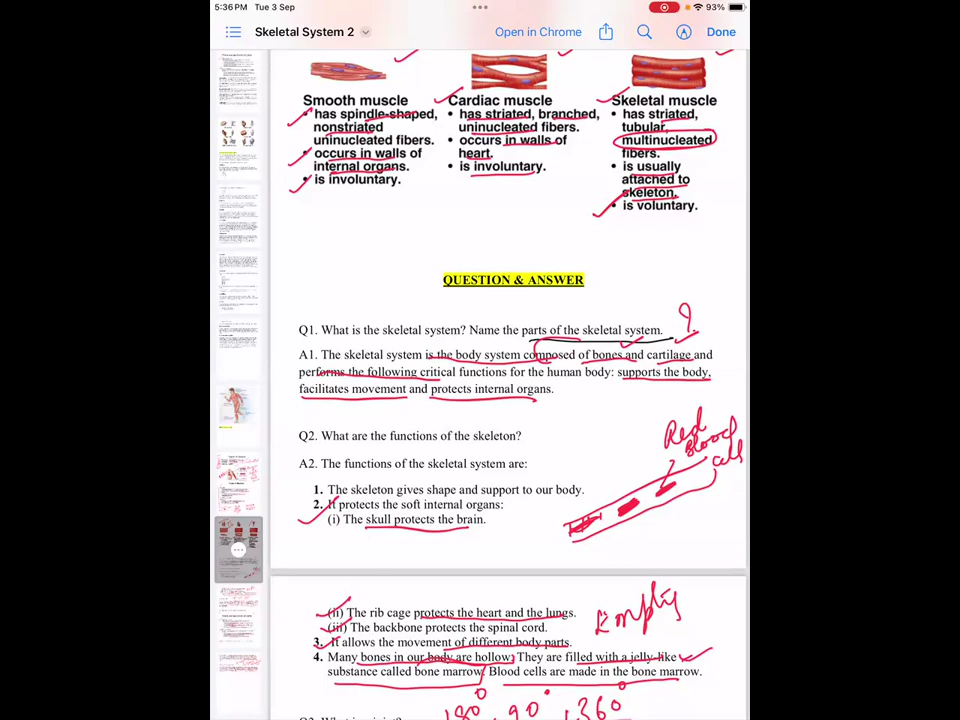 5:36 PM Tue 3 Sep
93%
Skeletal System 2
Open in Chrome
Done
Smooth muscle
• has spindle-shaped,
nonstriated
uninucleated fibers.
• occurs in walls of
internal organs.
• is involuntary.
Cardiac muscle
• has striated, branched,
uninucleated fibers.
• occurs in walls of
heart.
• is involuntary.
Skeletal muscle
• has striated,
tubular,
multinucleated
fibers.
• is usually
attached to
skeleton.
• is voluntary.
QUESTION & ANSWER
Q1. What is the skeletal system? Name the parts of the skeletal system.
?
A1. The skeletal system is the body system composed of bones and cartilage and
performs the following critical functions for the human body: supports the body,
facilitates movement and protects internal organs.
Q2. What are the functions of the skeleton?
Red
Blood
Cell
A2. The functions of the skeletal system are:
1. The skeleton gives shape and support to our body.
2. It protects the soft internal organs:
(i) The skull protects the brain.
(ii) The rib cage protects the heart and the lungs.
Empty
(iii) The backbone protects the spinal cord.
3. It allows the movement of different body parts.
4. Many bones in our body are hollow. They are filled with a jelly-like
substance called bone marrow. Blood cells are made in the bone marrow.
180° 90° 360°